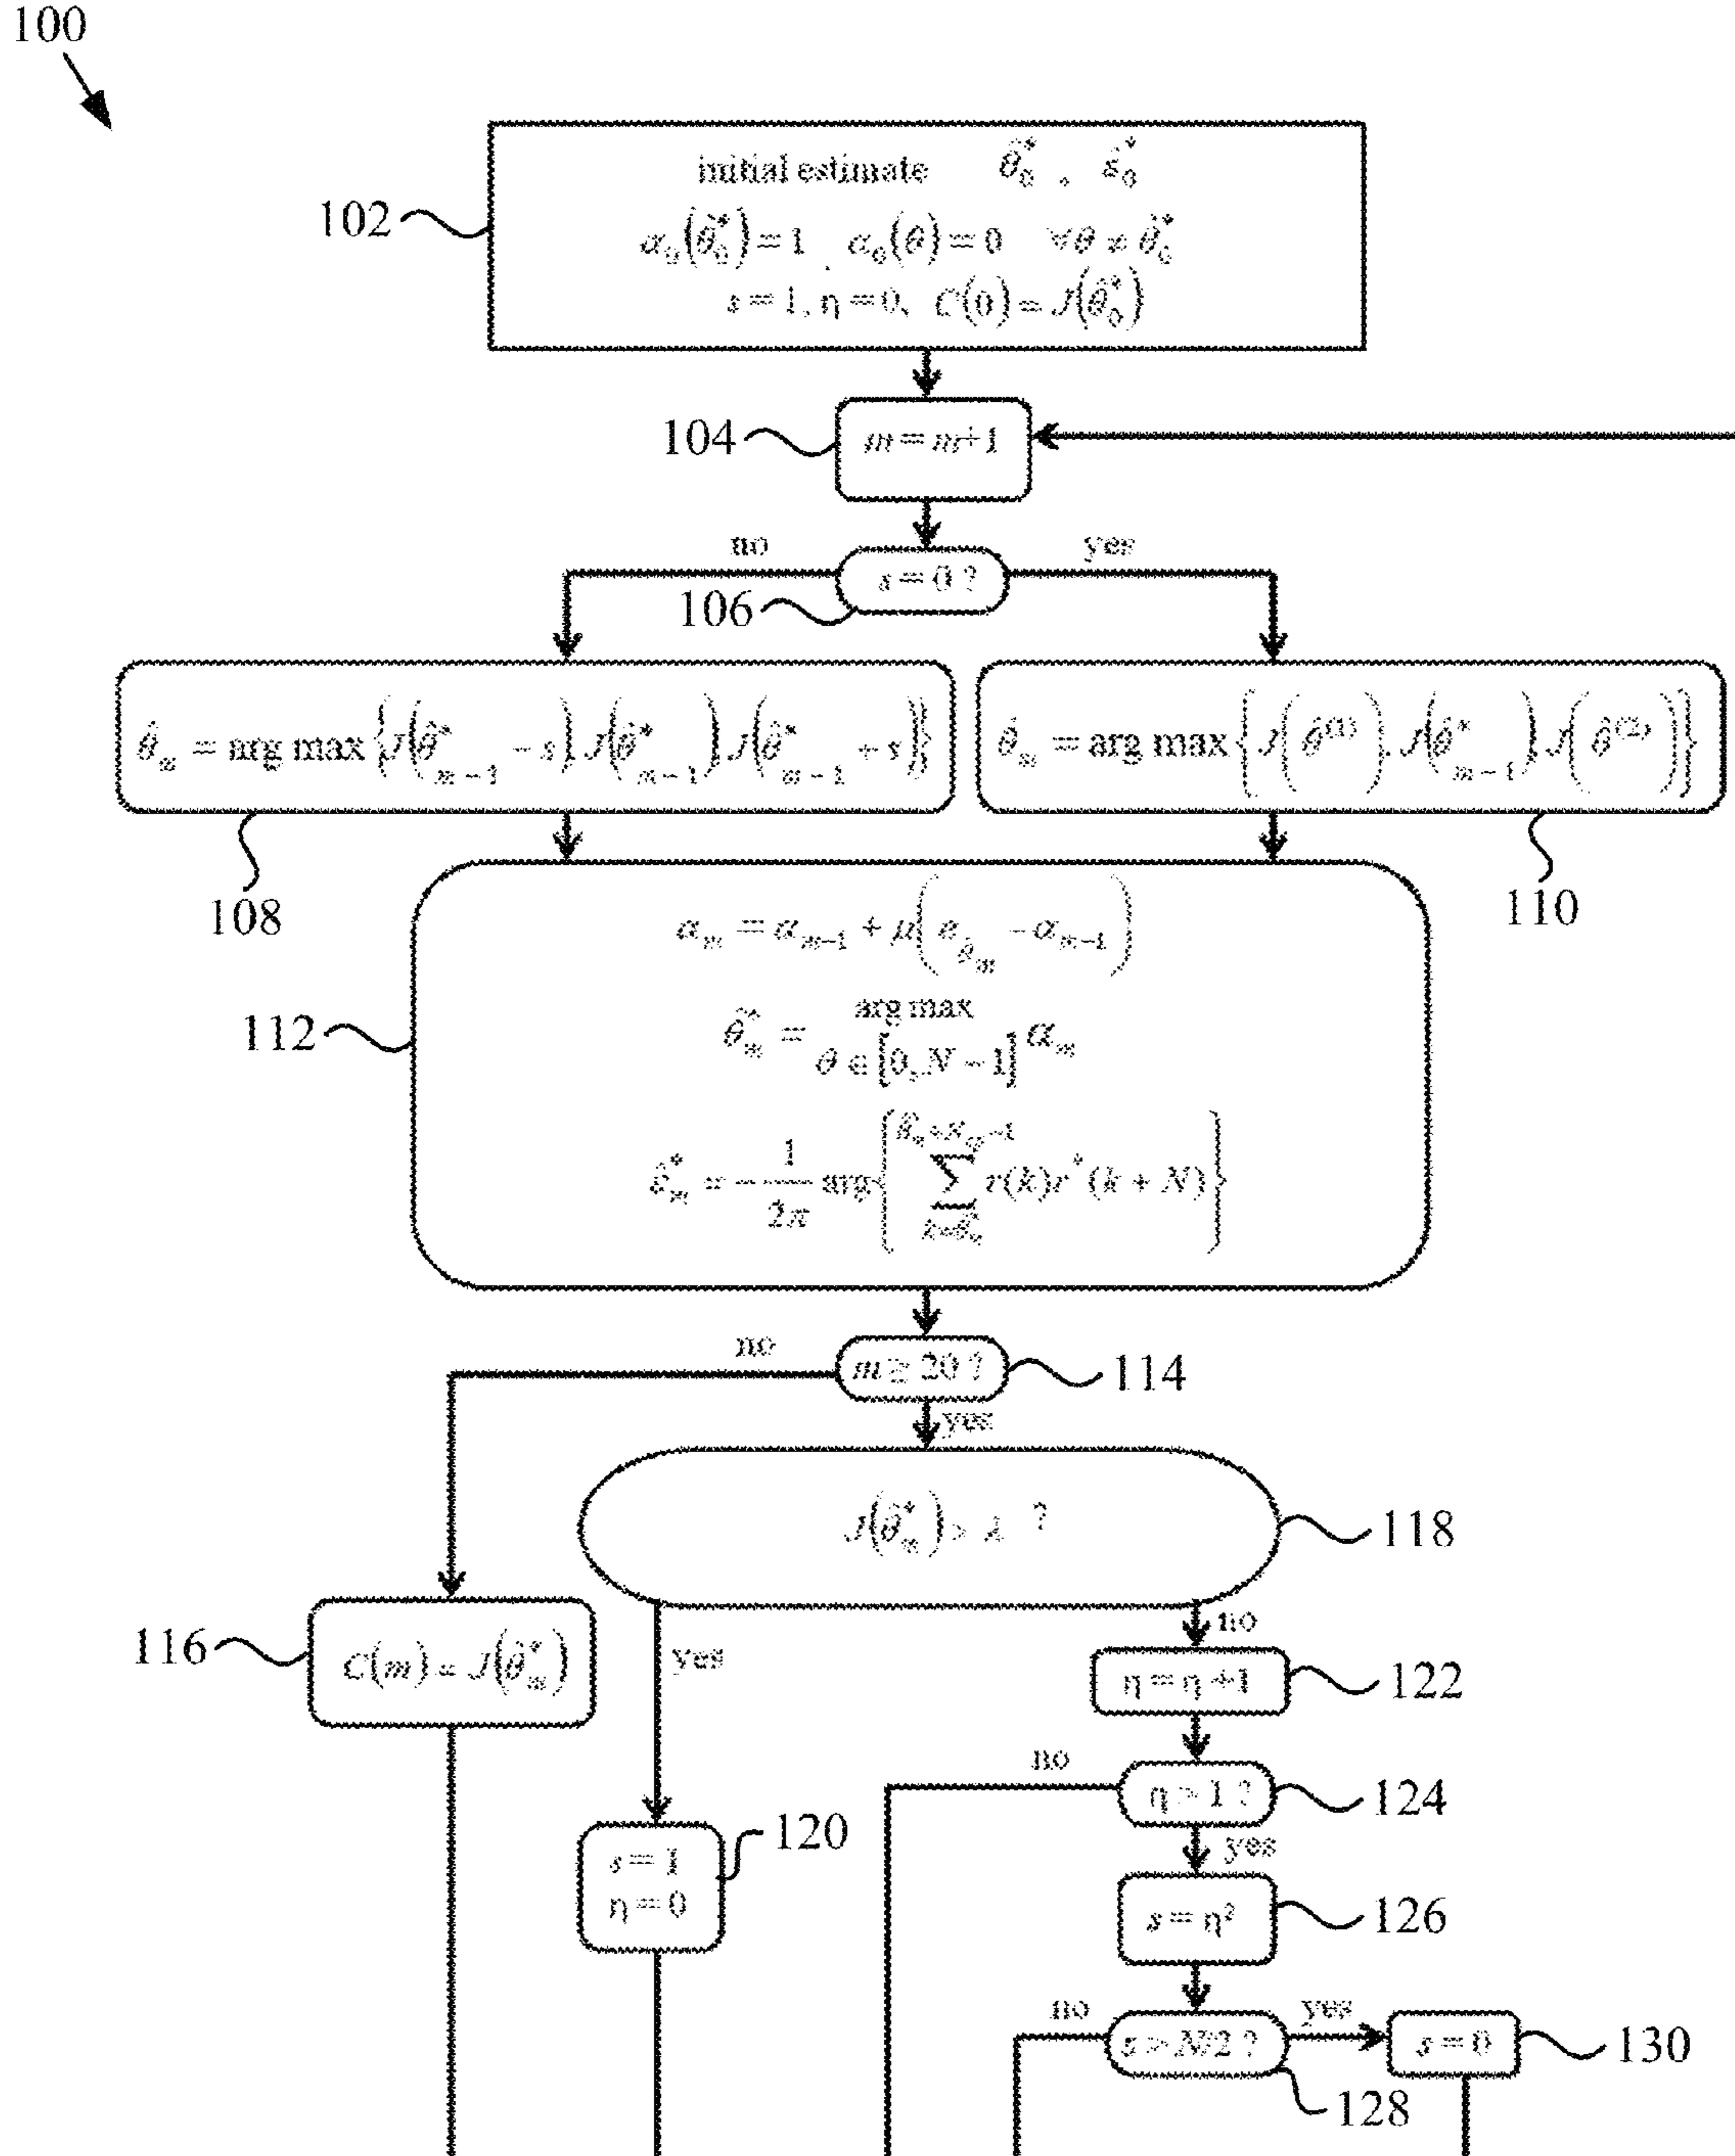 100
102
initial estimate θ̂*₀ , ε̂*₀
α₀(θ̂*₀) = 1 , α₀(θ) = 0 ∀θ ≠ θ̂*₀
s = 1, η = 0, C(0) = J(θ̂*₀)
104
m = m+1
no
yes
s = 0 ?
106
θ̂ₘ = arg max {J(θ̂*ₘ₋₁ − s), J(θ̂*ₘ₋₁), J(θ̂*ₘ₋₁ + s)}
θ̂ₘ = arg max {J(θ̂⁽¹⁾), J(θ̂*ₘ₋₁), J(θ̂⁽²⁾)}
108
110
αₘ = αₘ₋₁ + μ(e_θ̂ₘ − αₘ₋₁)
112
θ̂*ₘ = arg max θ ∈ [0, N − 1] αₘ
ε̂*ₘ = − 1/2π arg{ ∑ r(k)r*(k + N)}
no
m ≥ 20 ?
114
yes
J(θ̂*ₘ) > λ ?
118
116
C(m) = J(θ̂*ₘ)
yes
no
η = η +1
122
no
η > 1 ?
124
yes
120
s = 1
η = 0
s = η²
126
no
s > N/2 ?
yes
s = 0
130
128